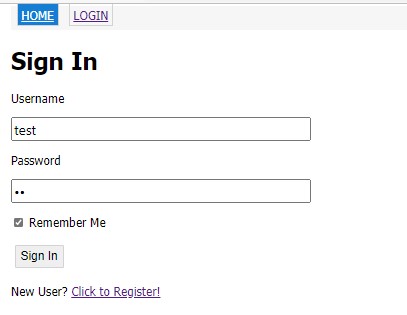 HOME LOGIN
Sign In
Username
test
Password
••
Remember Me
Sign In
New User? Click to Register!